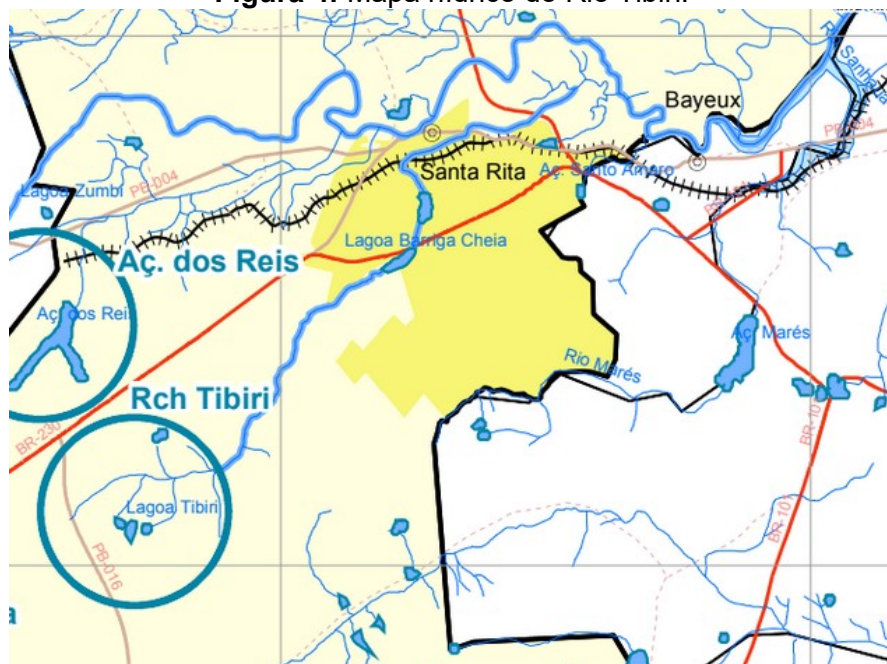 Figura 4: Mapa hídrico do Rio Tibiri
Bayeux
PB-004
Santa Rita
Aç. Santo Amaro
Lagoa Zumbi
PB-004
Lagoa Barriga Cheia
Aç. dos Reis
Aç. dos Reis
Aç. Marés
Rio Marés
Rch Tibiri
BR-230
BR-101
Lagoa Tibiri
BR-101
PB-016
a